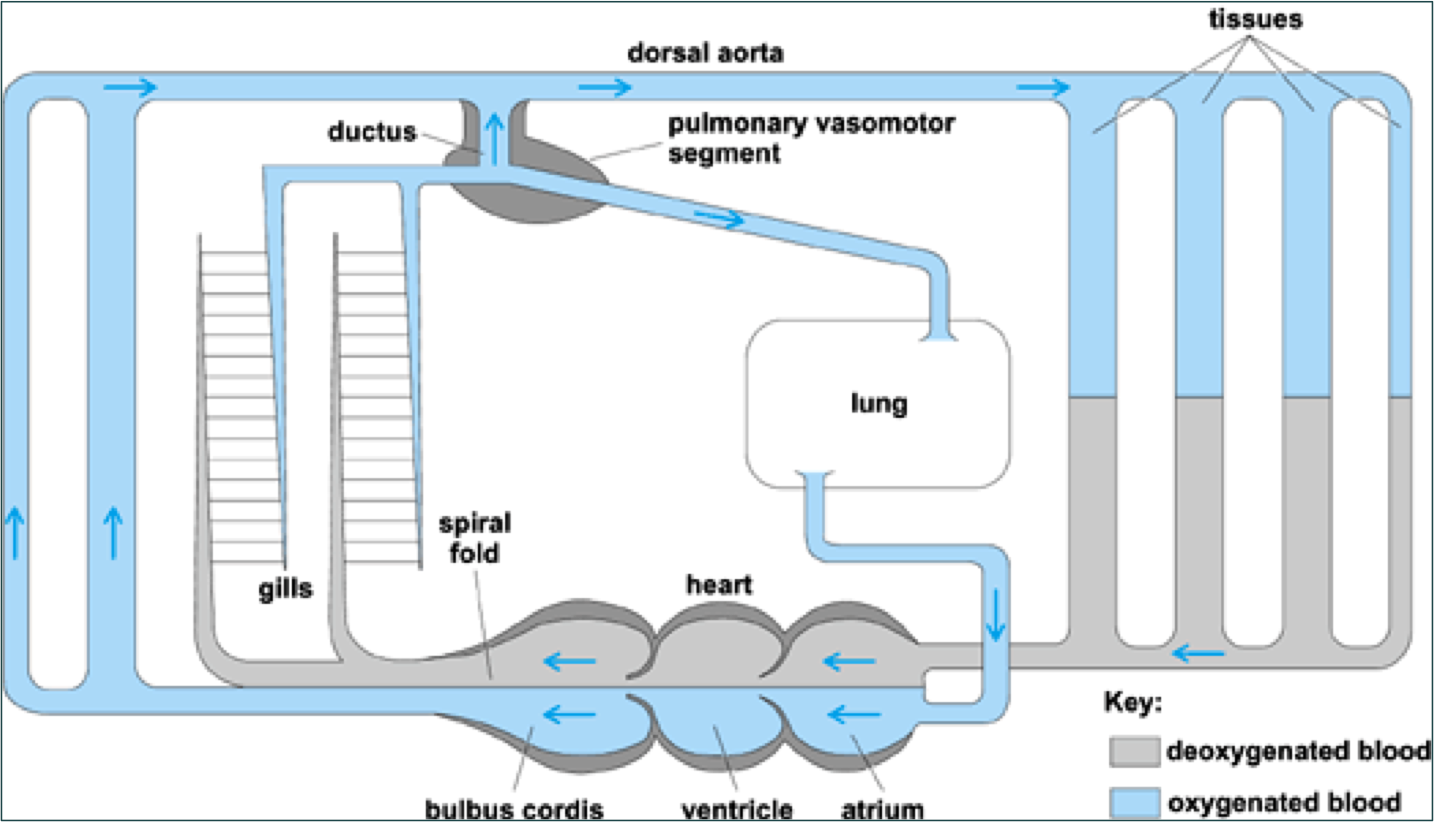 tissues
dorsal aorta
ductus
pulmonary vasomotor
segment
lung
spiral
fold
gills
heart
bulbus cordis
ventricle
atrium
Key:
deoxygenated blood
oxygenated blood